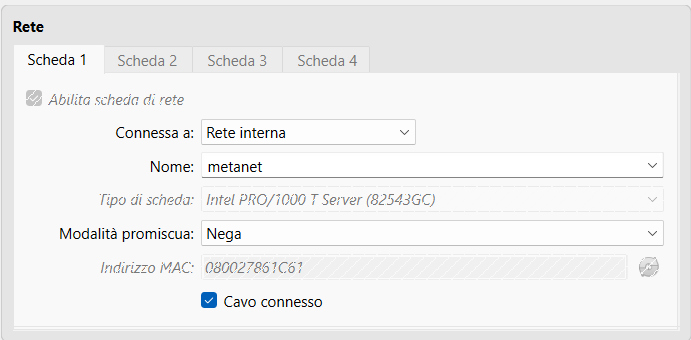 Rete
Scheda 1 Scheda 2 Scheda 3 Scheda 4
Abilita scheda di rete
Connessa a: Rete interna
Nome: metanet
Tipo di scheda: Intel PRO/1000 T Server (82543GC)
Modalità promiscua: Nega
Indirizzo MAC: 080027861C61
Cavo connesso